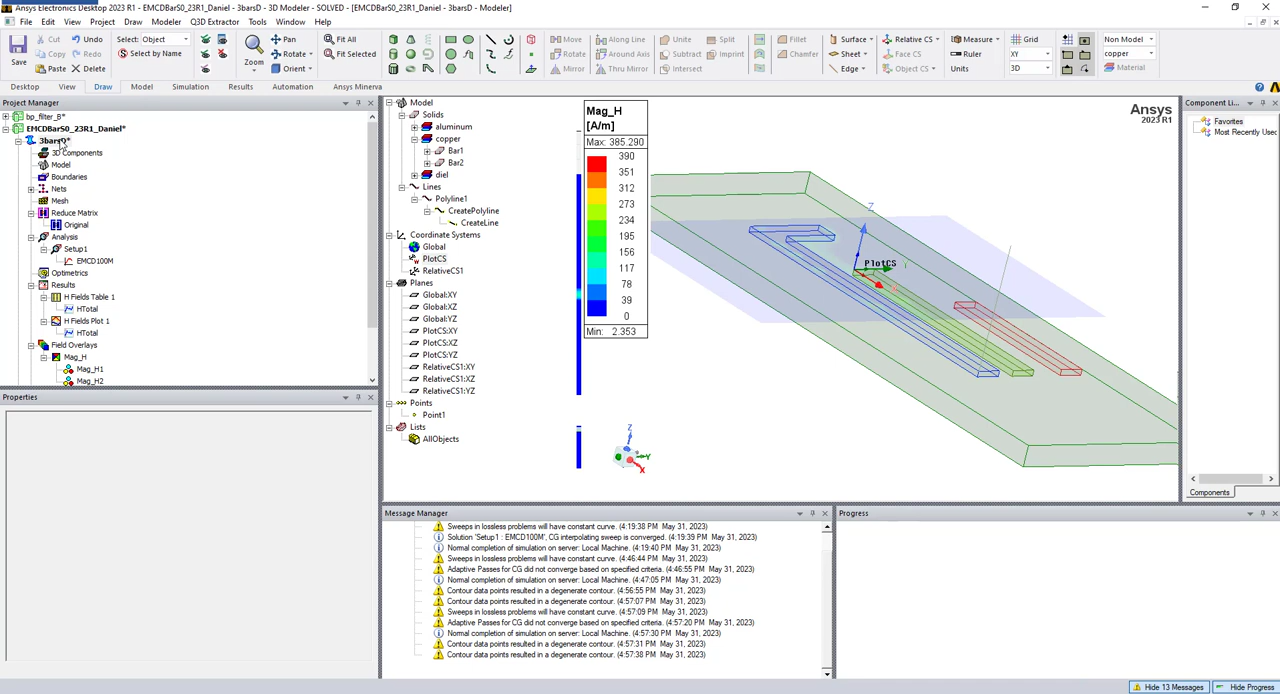 Ansys Electronics Desktop 2023 R1 - SOLVED - EMCDBarS0_23R1_Daniel - 3barsD - 3D Modeler - [EMCDBarS0_23R1_Daniel - 3barsD - Modeler]
File Edit View Project Draw Modeler Q3D Extractor Tools Window Help
Save
Cut
Copy
Paste
Undo
Redo
Delete
Select: Object
Select by Name
Zoom
Pan
Rotate
Orient
Fit All
Fit Selected
Move
Rotate
Mirror
Along Line
Around Axis
Thru Mirror
Unite
Subtract
Intersect
Split
Imprint
Fillet
Chamfer
Surface
Sheet
Edge
Relative CS
Face CS
Object CS
Measure
Ruler
Units
Grid
XY
3D
Non Model
copper
Material
Desktop View Draw Model Simulation Results Automation Ansys Minerva
Project Manager
bp_filter_B*
EMCDBarS0_23R1_Daniel*
3barsD*
3D Components
Model
Boundaries
Nets
Mesh
Reduce Matrix
Original
Analysis
Setup1
EMCD100M
Optimetrics
Results
H Fields Table 1
HTotal
H Fields Plot 1
HTotal
Field Overlays
Mag_H
Mag_H1
Mag_H2
Properties
Model
Solids
aluminum
copper
Bar1
Bar2
diel
Lines
Polyline1
CreatePolyline
CreateLine
Coordinate Systems
Global
PlotCS
RelativeCS1
Planes
Global:XY
Global:XZ
Global:YZ
PlotCS:XY
PlotCS:XZ
PlotCS:YZ
RelativeCS1:XY
RelativeCS1:XZ
RelativeCS1:YZ
Points
Point1
Lists
AllObjects
Mag_H
[A/m]
Max: 385.290
390
351
312
273
234
195
156
117
78
39
0
Min: 2.353
Z
PlotCS
Z
Y
X
Ansys
2023 R1
Component Li...
Favorites
Most Recently Used
Components
Message Manager
Sweeps in lossless problems will have constant curve. (4:19:38 PM May 31, 2023)
Solution 'Setup1 : EMCD100M', CG interpolating sweep is converged. (4:19:39 PM May 31, 2023)
Normal completion of simulation on server: Local Machine. (4:19:40 PM May 31, 2023)
Sweeps in lossless problems will have constant curve. (4:46:44 PM May 31, 2023)
Adaptive Passes for CG did not converge based on specified criteria. (4:46:55 PM May 31, 2023)
Normal completion of simulation on server: Local Machine. (4:47:05 PM May 31, 2023)
Contour data points resulted in a degenerate contour. (4:56:55 PM May 31, 2023)
Contour data points resulted in a degenerate contour. (4:57:07 PM May 31, 2023)
Sweeps in lossless problems will have constant curve. (4:57:09 PM May 31, 2023)
Adaptive Passes for CG did not converge based on specified criteria. (4:57:20 PM May 31, 2023)
Normal completion of simulation on server: Local Machine. (4:57:30 PM May 31, 2023)
Contour data points resulted in a degenerate contour. (4:57:31 PM May 31, 2023)
Contour data points resulted in a degenerate contour. (4:57:38 PM May 31, 2023)
Progress
Hide 13 Messages
Hide Progress